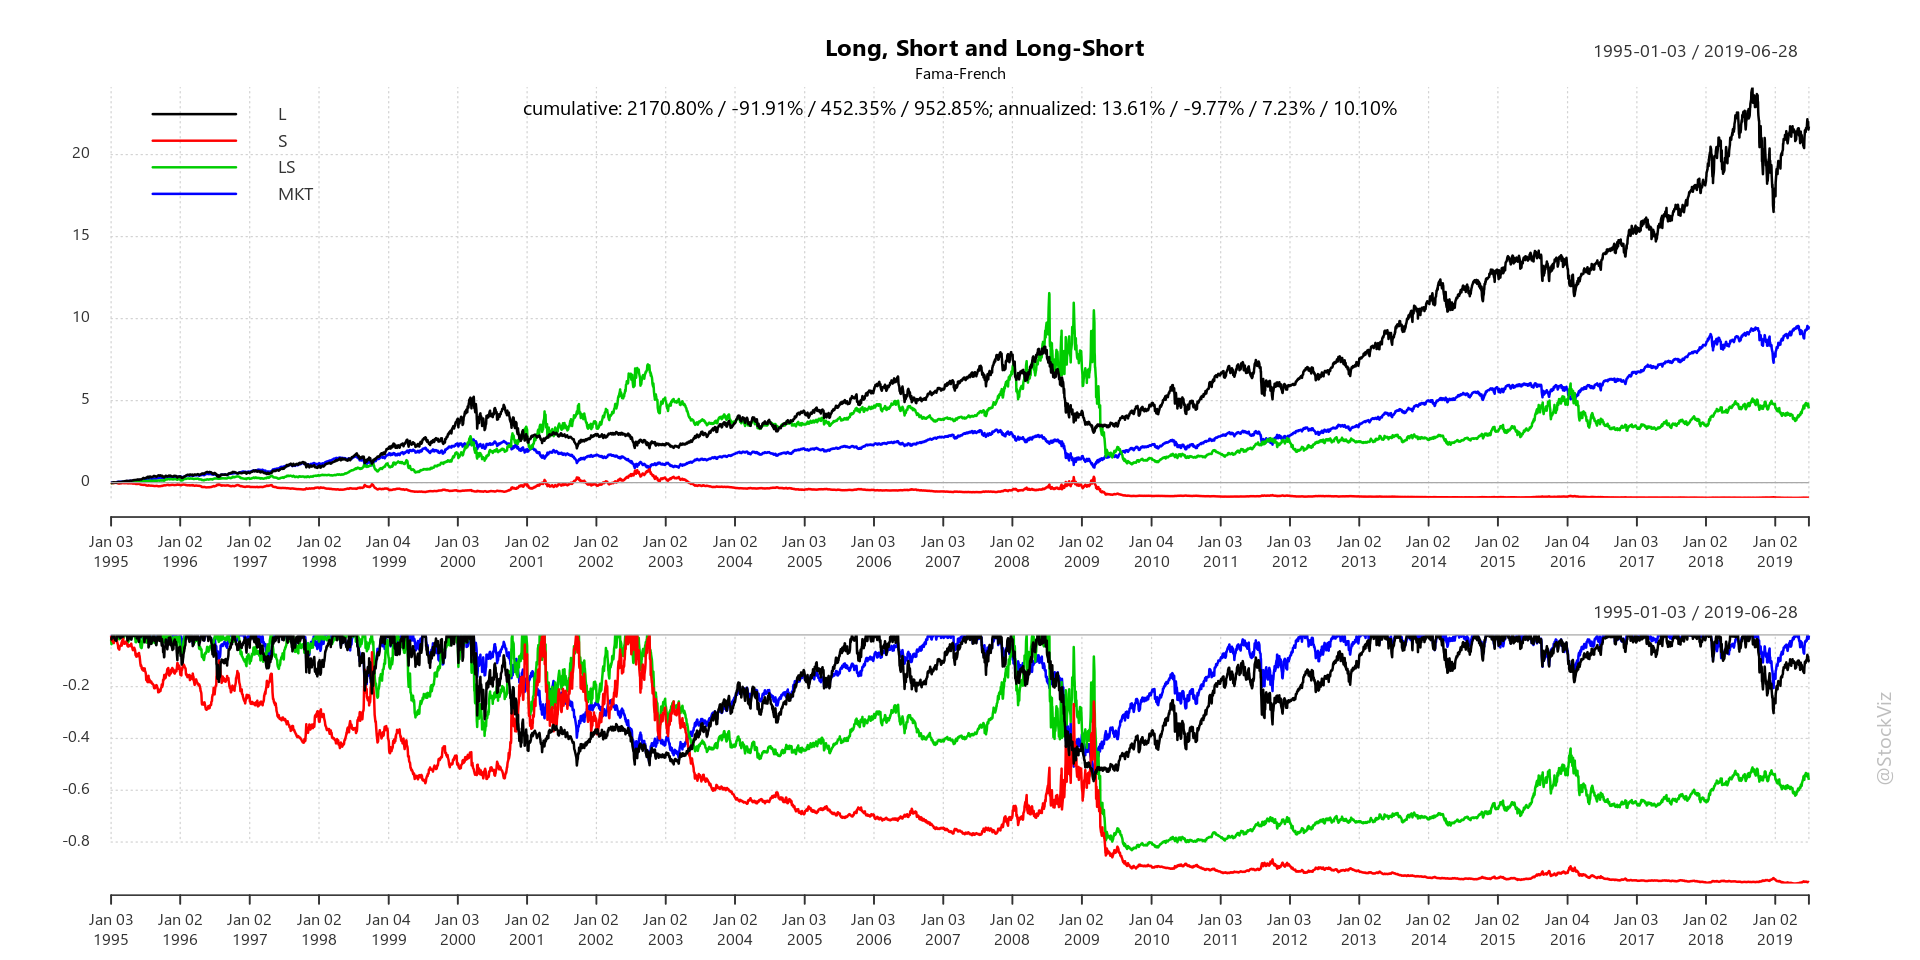 Long, Short and Long-Short
1995-01-03 / 2019-06-28
Fama-French
cumulative: 2170.80% / -91.91% / 452.35% / 952.85%; annualized: 13.61% / -9.77% / 7.23% / 10.10%
L
S
LS
MKT
20
15
10
5
0
Jan 03 Jan 02 Jan 02 Jan 02 Jan 04 Jan 03 Jan 02 Jan 02 Jan 02 Jan 02 Jan 03 Jan 03 Jan 03 Jan 02 Jan 02 Jan 04 Jan 03 Jan 03 Jan 02 Jan 02 Jan 02 Jan 04 Jan 03 Jan 02 Jan 02
1995 1996 1997 1998 1999 2000 2001 2002 2003 2004 2005 2006 2007 2008 2009 2010 2011 2012 2013 2014 2015 2016 2017 2018 2019
1995-01-03 / 2019-06-28
-0.2
-0.4
-0.6
-0.8
Jan 03 Jan 02 Jan 02 Jan 02 Jan 04 Jan 03 Jan 02 Jan 02 Jan 02 Jan 02 Jan 03 Jan 03 Jan 03 Jan 02 Jan 02 Jan 04 Jan 03 Jan 03 Jan 02 Jan 02 Jan 02 Jan 04 Jan 03 Jan 02 Jan 02
1995 1996 1997 1998 1999 2000 2001 2002 2003 2004 2005 2006 2007 2008 2009 2010 2011 2012 2013 2014 2015 2016 2017 2018 2019
@StockViz